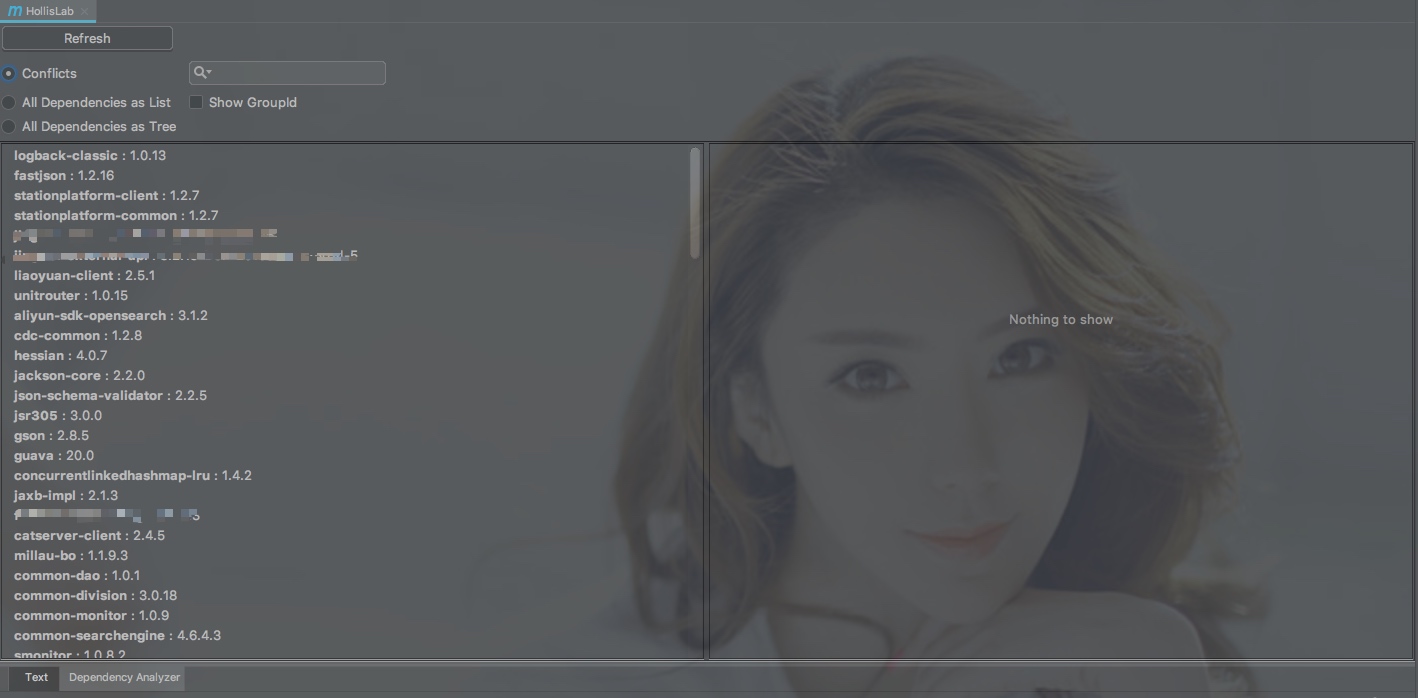 HollisLab
Refresh
Conflicts
All Dependencies as List
Show GroupId
All Dependencies as Tree
logback-classic : 1.0.13
fastjson : 1.2.16
stationplatform-client : 1.2.7
stationplatform-common : 1.2.7
liaoyuan-client : 2.5.1
unitrouter : 1.0.15
aliyun-sdk-opensearch : 3.1.2
cdc-common : 1.2.8
hessian : 4.0.7
jackson-core : 2.2.0
json-schema-validator : 2.2.5
jsr305 : 3.0.0
gson : 2.8.5
guava : 20.0
concurrentlinkedhashmap-lru : 1.4.2
jaxb-impl : 2.1.3
catserver-client : 2.4.5
millau-bo : 1.1.9.3
common-dao : 1.0.1
common-division : 3.0.18
common-monitor : 1.0.9
common-searchengine : 4.6.4.3
smonitor : 1.0.8.2
Nothing to show
Text
Dependency Analyzer